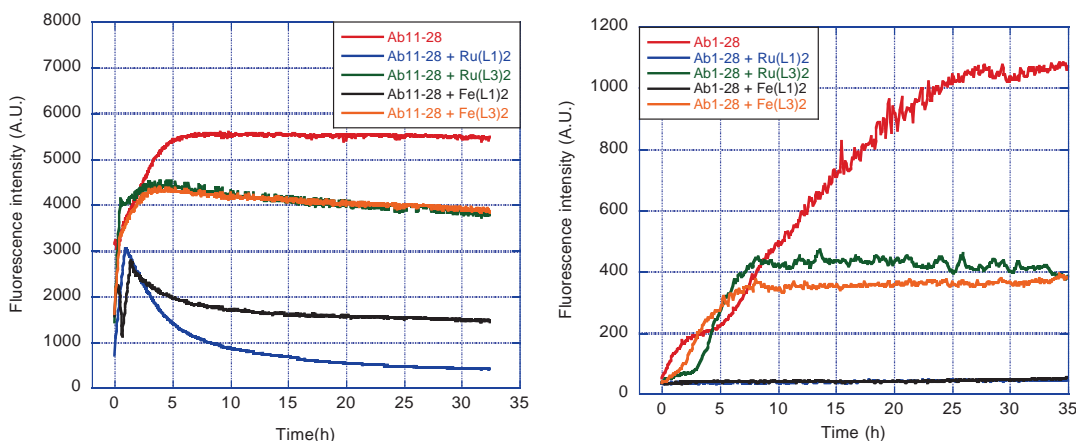 8000
7000
6000
5000
4000
3000
2000
1000
0
Fluorescence intensity (A.U.)
Ab11-28
Ab11-28 + Ru(L1)2
Ab11-28 + Ru(L3)2
Ab11-28 + Fe(L1)2
Ab11-28 + Fe(L3)2
0 5 10 15 20 25 30 35
Time(h)
1200
1000
800
600
400
200
0
Fluorescence intensity (A.U.)
Ab1-28
Ab1-28 + Ru(L1)2
Ab1-28 + Ru(L3)2
Ab1-28 + Fe(L1)2
Ab1-28 + Fe(L3)2
0 5 10 15 20 25 30 35
Time (h)